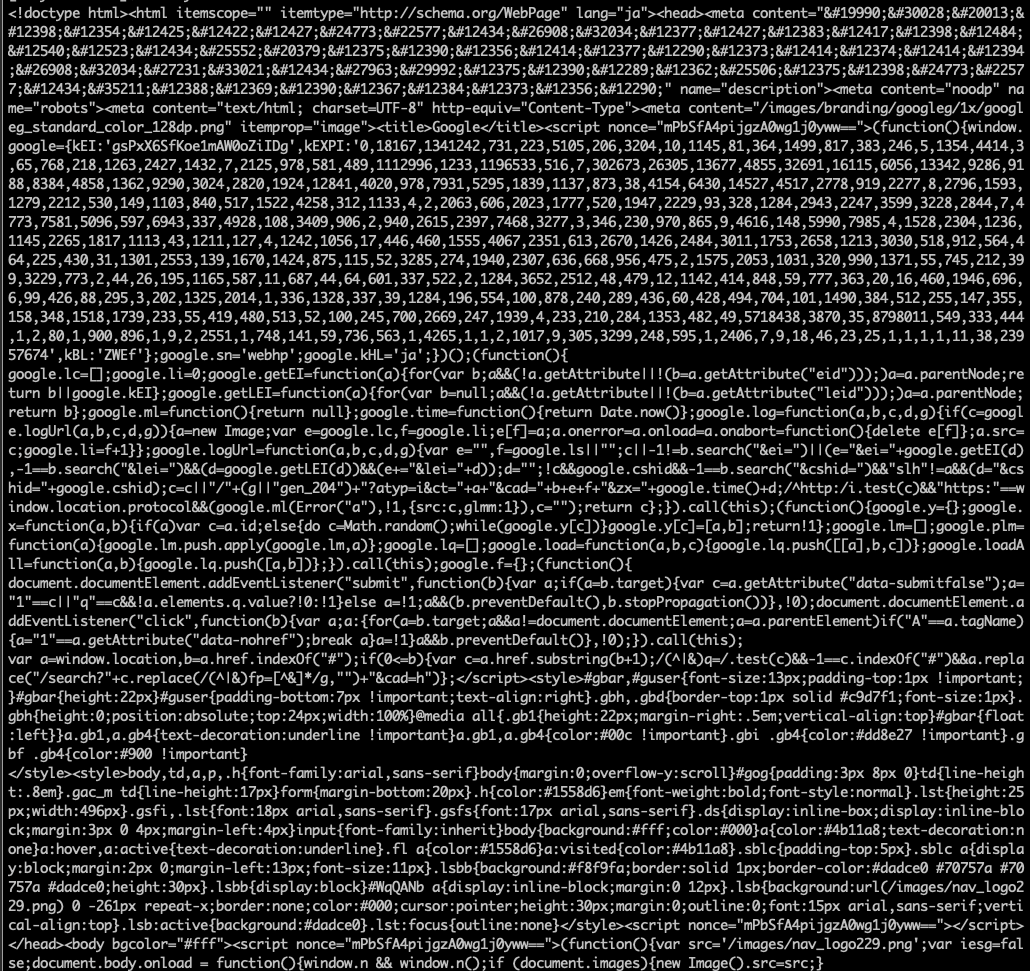 <!doctype html><html itemscope="" itemtype="http://schema.org/WebPage" lang="ja"><head><meta content="&#19990;&#30028;&#20013;&
#12398;&#12354;&#12425;&#12422;&#12427;&#24773;&#22577;&#12434;&#26908;&#32034;&#12377;&#12427;&#12383;&#12417;&#12398;&#12484;&
#12540;&#12523;&#12434;&#25552;&#20379;&#12375;&#12390;&#12356;&#12414;&#12377;&#12290;&#12373;&#12414;&#12374;&#12414;&#12394
;&#26908;&#32034;&#27231;&#33021;&#12434;&#27963;&#29992;&#12375;&#12390;&#12289;&#12362;&#25506;&#12375;&#12398;&#24773;&#2257
7;&#12434;&#35211;&#12388;&#12369;&#12390;&#12367;&#12384;&#12373;&#12356;&#12290;" name="description"><meta content="noodp" na
me="robots"><meta content="text/html; charset=UTF-8" http-equiv="Content-Type"><meta content="/images/branding/googleg/1x/googl
eg_standard_color_128dp.png" itemprop="image"><title>Google</title><script nonce="mPbSfA4pijgzA0wg1j0yww==">(function(){window.
google={kEI:'gsPxX6SfKoe1mAW0oZiIDg',kEXPI:'0,18167,1341242,731,223,5105,206,3204,10,1145,81,364,1499,817,383,246,5,1354,4414,3
,65,768,218,1263,2427,1432,7,2125,978,581,489,1112996,1233,1196533,516,7,302673,26305,13677,4855,32691,16115,6056,13342,9286,91
88,8384,4858,1362,9290,3024,2820,1924,12841,4020,978,7931,5295,1839,1137,873,38,4154,6430,14527,4517,2778,919,2277,8,2796,1593,
1279,2212,530,149,1103,840,517,1522,4258,312,1133,4,2,2063,606,2023,1777,520,1947,2229,93,328,1284,2943,2247,3599,3228,2844,7,4
773,7581,5096,597,6943,337,4928,108,3409,906,2,940,2615,2397,7468,3277,3,346,230,970,865,9,4616,148,5990,7985,4,1528,2304,1236,
1145,2265,1817,1113,43,1211,127,4,1242,1056,17,446,460,1555,4067,2351,613,2670,1426,2484,3011,1753,2658,1213,3030,518,912,564,4
64,225,430,31,1301,2553,139,1670,1424,875,115,52,3285,274,1940,2307,636,668,956,475,2,1575,2053,1031,320,990,1371,55,745,212,39
9,3229,773,2,44,26,195,1165,587,11,687,44,64,601,337,522,2,1284,3652,2512,48,479,12,1142,414,848,59,777,363,20,16,460,1946,696,
6,99,426,88,295,3,202,1325,2014,1,336,1328,337,39,1284,196,554,100,878,240,289,436,60,428,494,704,101,1490,384,512,255,147,355,
158,348,1518,1739,233,55,419,480,513,52,100,245,700,2669,247,1939,4,233,210,284,1353,482,49,5718438,3870,35,8798011,549,333,444
,1,2,80,1,900,896,1,9,2,2551,1,748,141,59,736,563,1,4265,1,1,2,1017,9,305,3299,248,595,1,2406,7,9,18,46,23,25,1,1,1,1,11,38,239
57674',kBL:'ZWEf'};google.sn='webhp';google.kHL='ja';})();(function(){
google.lc=[];google.li=0;google.getEI=function(a){for(var b;a&&(!a.getAttribute||!(b=a.getAttribute("eid")));)a=a.parentNode;re
turn b||google.kEI};google.getLEI=function(a){for(var b=null;a&&(!a.getAttribute||!(b=a.getAttribute("leid")));)a=a.parentNode;
return b};google.ml=function(){return null};google.time=function(){return Date.now()};google.log=function(a,b,c,d,g){if(c=googl
e.logUrl(a,b,c,d,g)){a=new Image;var e=google.lc,f=google.li;e[f]=a;a.onerror=a.onload=a.onabort=function(){delete e[f]};a.src=
c;google.li=f+1}};google.logUrl=function(a,b,c,d,g){var e="",f=google.ls||"";c||-1!=b.search("&ei=")||(e="&ei="+google.getEI(d)
,-1==b.search("&lei=")&&(d=google.getLEI(d))&&(e+="&lei="+d));d="";!c&&google.cshid&&-1==b.search("&cshid=")&&"slh"!=a&&(d="&cs
hid="+google.cshid);c=c||"/"+(g||"gen_204")+"?atyp=i&ct="+a+"&cad="+b+e+f+"&zx="+google.time()+d;/^http:/i.test(c)&&"https:"==w
indow.location.protocol&&(google.ml(Error("a"),!1,{src:c,glmm:1}),c="");return c};}).call(this);(function(){google.y={};google.
x=function(a,b){if(a)var c=a.id;else{do c=Math.random();while(google.y[c])}google.y[c]=[a,b];return!1};google.lm=[];google.plm=
function(a){google.lm.push.apply(google.lm,a)};google.lq=[];google.load=function(a,b,c){google.lq.push([[a],b,c])};google.loadA
ll=function(a,b){google.lq.push([a,b])};}).call(this);google.f={};(function(){
document.documentElement.addEventListener("submit",function(b){var a;if(a=b.target){var c=a.getAttribute("data-submitfalse");a=
"1"==c||"q"==c&&!a.elements.q.value?!0:!1}else a=!1;a&&(b.preventDefault(),b.stopPropagation())},!0);document.documentElement.a
ddEventListener("click",function(b){var a;a:{for(a=b.target;a&&a!=document.documentElement;a=a.parentElement)if("A"==a.tagName)
{a="1"==a.getAttribute("data-nohref");break a}a=!1}a&&b.preventDefault()},!0);}).call(this);
var a=window.location,b=a.href.indexOf("#");if(0<=b){var c=a.href.substring(b+1);/(^|&)q=/.test(c)&&-1==c.indexOf("#")&&a.repla
ce("/search?"+c.replace(/(^|&)fp=[^&]*/g,"")+"&cad=h")};</script><style>#gbar,#guser{font-size:13px;padding-top:1px !important;
}#gbar{height:22px}#guser{padding-bottom:7px !important;text-align:right}.gbh,.gbd{border-top:1px solid #c9d7f1;font-size:1px}.
gbh{height:0;position:absolute;top:24px;width:100%}@media all{.gb1{height:22px;margin-right:.5em;vertical-align:top}#gbar{float
:left}}a.gb1,a.gb4{text-decoration:underline !important}a.gb1,a.gb4{color:#00c !important}.gbi .gb4{color:#dd8e27 !important}.g
bf .gb4{color:#900 !important}
</style><style>body,td,a,p,.h{font-family:arial,sans-serif}body{margin:0;overflow-y:scroll}#gog{padding:3px 8px 0}td{line-heigh
t:.8em}.gac_m td{line-height:17px}form{margin-bottom:20px}.h{color:#1558d6}em{font-weight:bold;font-style:normal}.lst{height:25
px;width:496px}.gsfi,.lst{font:18px arial,sans-serif}.gsfs{font:17px arial,sans-serif}.ds{display:inline-box;display:inline-blo
ck;margin:3px 0 4px;margin-left:4px}input{font-family:inherit}body{background:#fff;color:#000}a{color:#4b11a8;text-decoration:n
one}a:hover,a:active{text-decoration:underline}.fl a{color:#1558d6}a:visited{color:#4b11a8}.sblc{padding-top:5px}.sblc a{displa
y:block;margin:2px 0;margin-left:13px;font-size:11px}.lsbb{background:#f8f9fa;border:solid 1px;border-color:#dadce0 #70757a #70
757a #dadce0;height:30px}.lsbb{display:block}#WqQANb a{display:inline-block;margin:0 12px}.lsb{background:url(/images/nav_logo2
29.png) 0 -261px repeat-x;border:none;color:#000;cursor:pointer;height:30px;margin:0;outline:0;font:15px arial,sans-serif;verti
cal-align:top}.lsb:active{background:#dadce0}.lst:focus{outline:none}</style><script nonce="mPbSfA4pijgzA0wg1j0yww=="></script>
</head><body bgcolor="#fff"><script nonce="mPbSfA4pijgzA0wg1j0yww==">(function(){var src='/images/nav_logo229.png';var iesg=fal
se;document.body.onload = function(){window.n && window.n();if (document.images){new Image().src=src;}